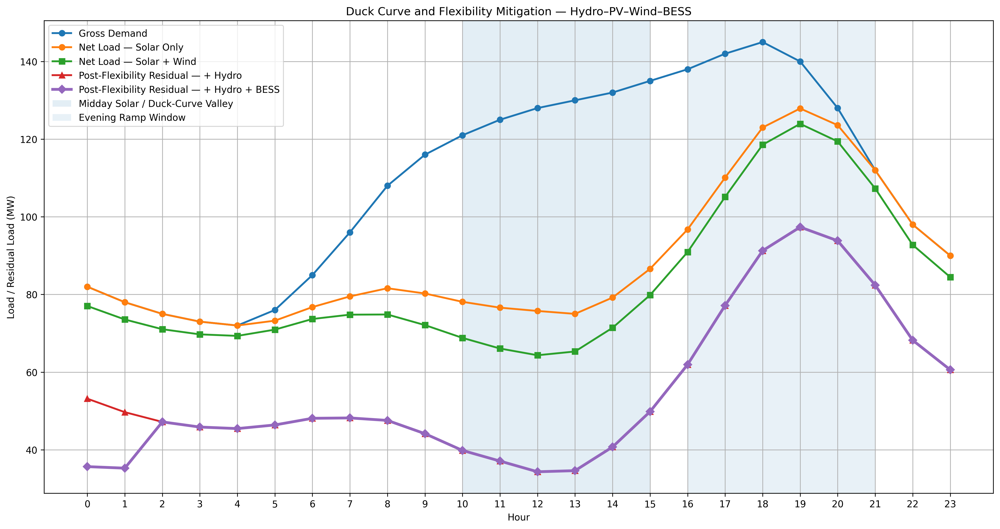 Duck Curve and Flexibility Mitigation — Hydro–PV–Wind–BESS
Gross Demand
Net Load — Solar Only
Net Load — Solar + Wind
Post-Flexibility Residual — + Hydro
Post-Flexibility Residual — + Hydro + BESS
Midday Solar / Duck-Curve Valley
Evening Ramp Window
Load / Residual Load (MW)
140
120
100
80
60
40
0 1 2 3 4 5 6 7 8 9 10 11 12 13 14 15 16 17 18 19 20 21 22 23
Hour